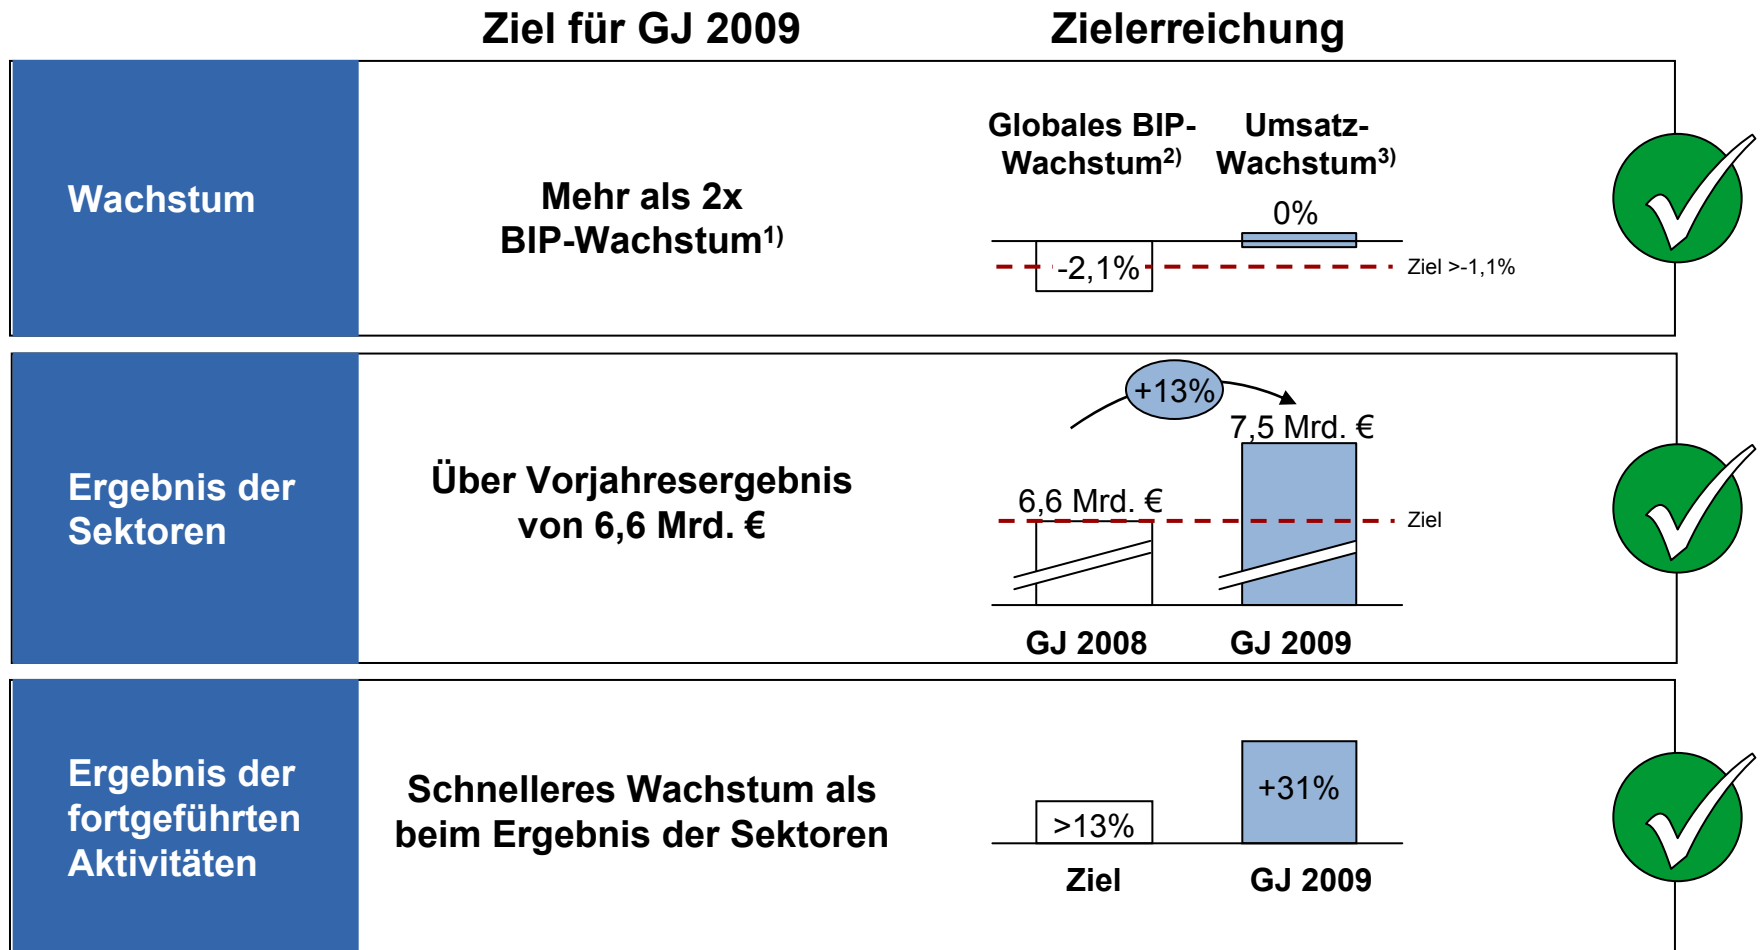 Ziel für GJ 2009
Zielerreichung
Wachstum
Mehr als 2x
BIP-Wachstum1)
Globales BIP-
Wachstum2)
Umsatz-
Wachstum3)
0%
-2,1%
Ziel >-1,1%
Ergebnis der
Sektoren
Über Vorjahresergebnis
von 6,6 Mrd. €
+13%
7,5 Mrd. €
6,6 Mrd. €
Ziel
GJ 2008
GJ 2009
Ergebnis der
fortgeführten
Aktivitäten
Schnelleres Wachstum als
beim Ergebnis der Sektoren
>13%
+31%
Ziel
GJ 2009